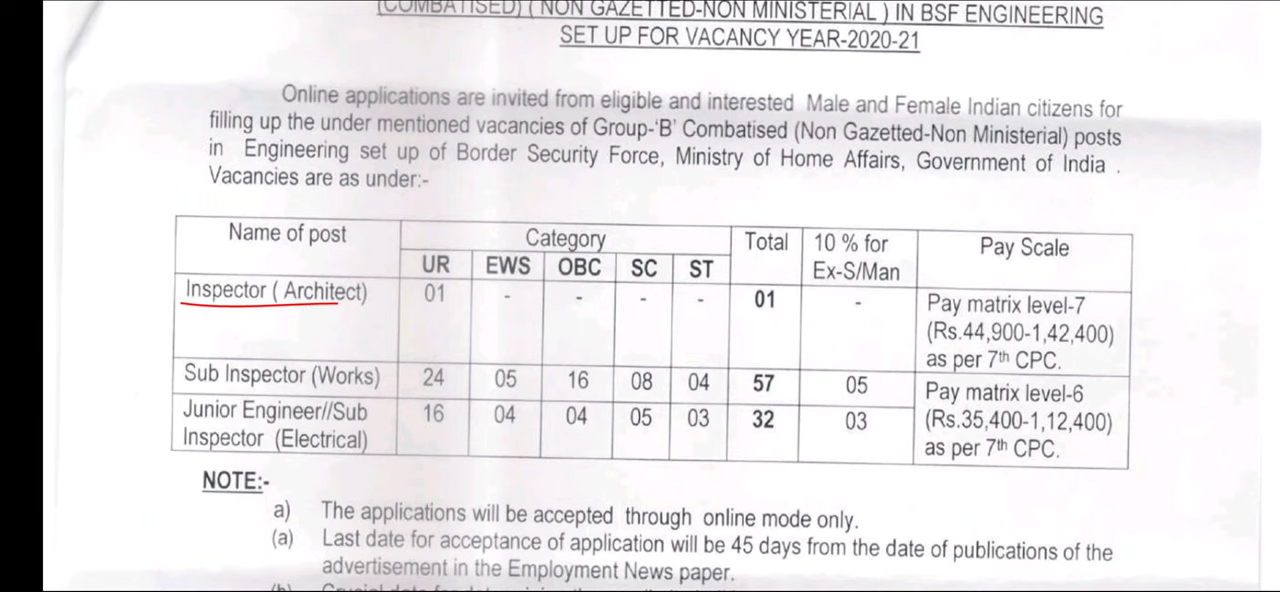 (COMBATISED) ( NON GAZETTED-NON MINISTERIAL ) IN BSF ENGINEERING
SET UP FOR VACANCY YEAR-2020-21
Online applications are invited from eligible and interested Male and Female Indian citizens for
filling up the under mentioned vacancies of Group-'B' Combatised (Non Gazetted-Non Ministerial) posts
in Engineering set up of Border Security Force, Ministry of Home Affairs, Government of India .
Vacancies are as under:-
Name of post Category Total 10 % for Ex-S/Man Pay Scale
UR EWS OBC SC ST
Inspector ( Architect) 01 - - - - 01 - Pay matrix level-7
(Rs.44,900-1,42,400)
as per 7th CPC.
Sub Inspector (Works) 24 05 16 08 04 57 05 Pay matrix level-6
(Rs.35,400-1,12,400)
as per 7th CPC.
Junior Engineer//Sub
Inspector (Electrical) 16 04 04 05 03 32 03
NOTE:-
a) The applications will be accepted through online mode only.
(a) Last date for acceptance of application will be 45 days from the date of publications of the
advertisement in the Employment News paper.